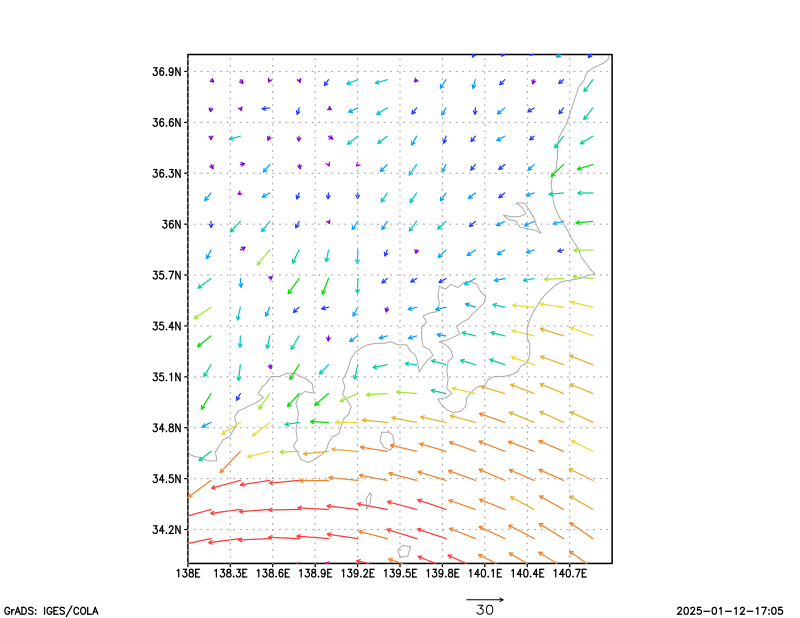 36.9N
36.6N
36.3N
36N
35.7N
35.4N
35.1N
34.8N
34.5N
34.2N
138E 138.3E 138.6E 138.9E 139.2E 139.5E 139.8E 140.1E 140.4E 140.7E
30
GrADS: IGES/COLA 2025-01-12-17:05